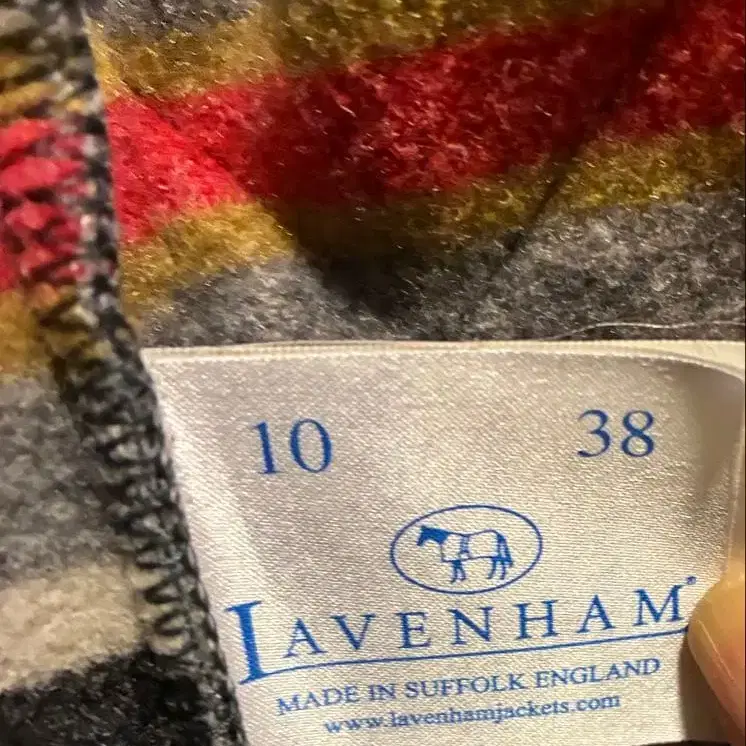 10 38
LAVENHAM®
MADE IN SUFFOLK ENGLAND
www.lavenhamjackets.com